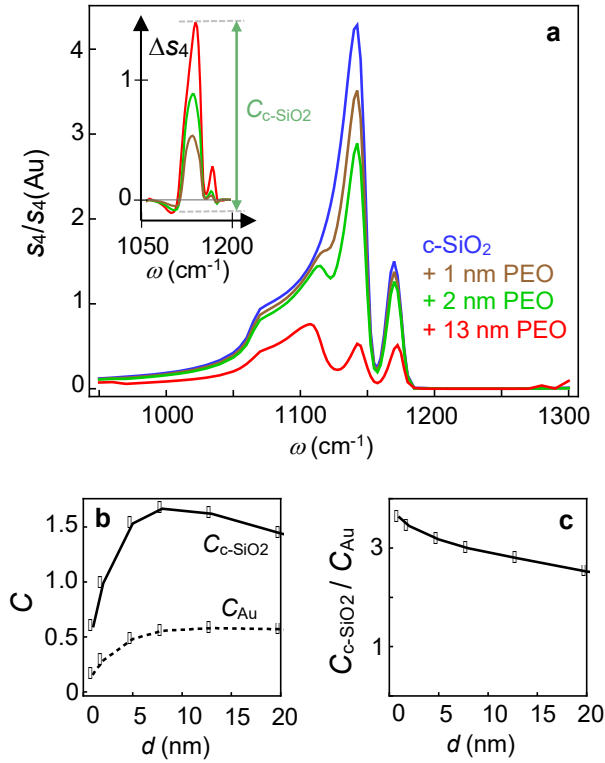 a
Δs4
1
0
1050 1200
ω (cm-1)
Cc-SiO2
s4/s4(Au)
4
3
2
1
0
c-SiO2
+ 1 nm PEO
+ 2 nm PEO
+ 13 nm PEO
1000 1100 1200 1300
ω (cm-1)
b
C
1.5
1.0
0.5
0
Cc-SiO2
CAu
0 5 10 15 20
d (nm)
c
Cc-SiO2 / CAu
3
1
0 5 10 15 20
d (nm)